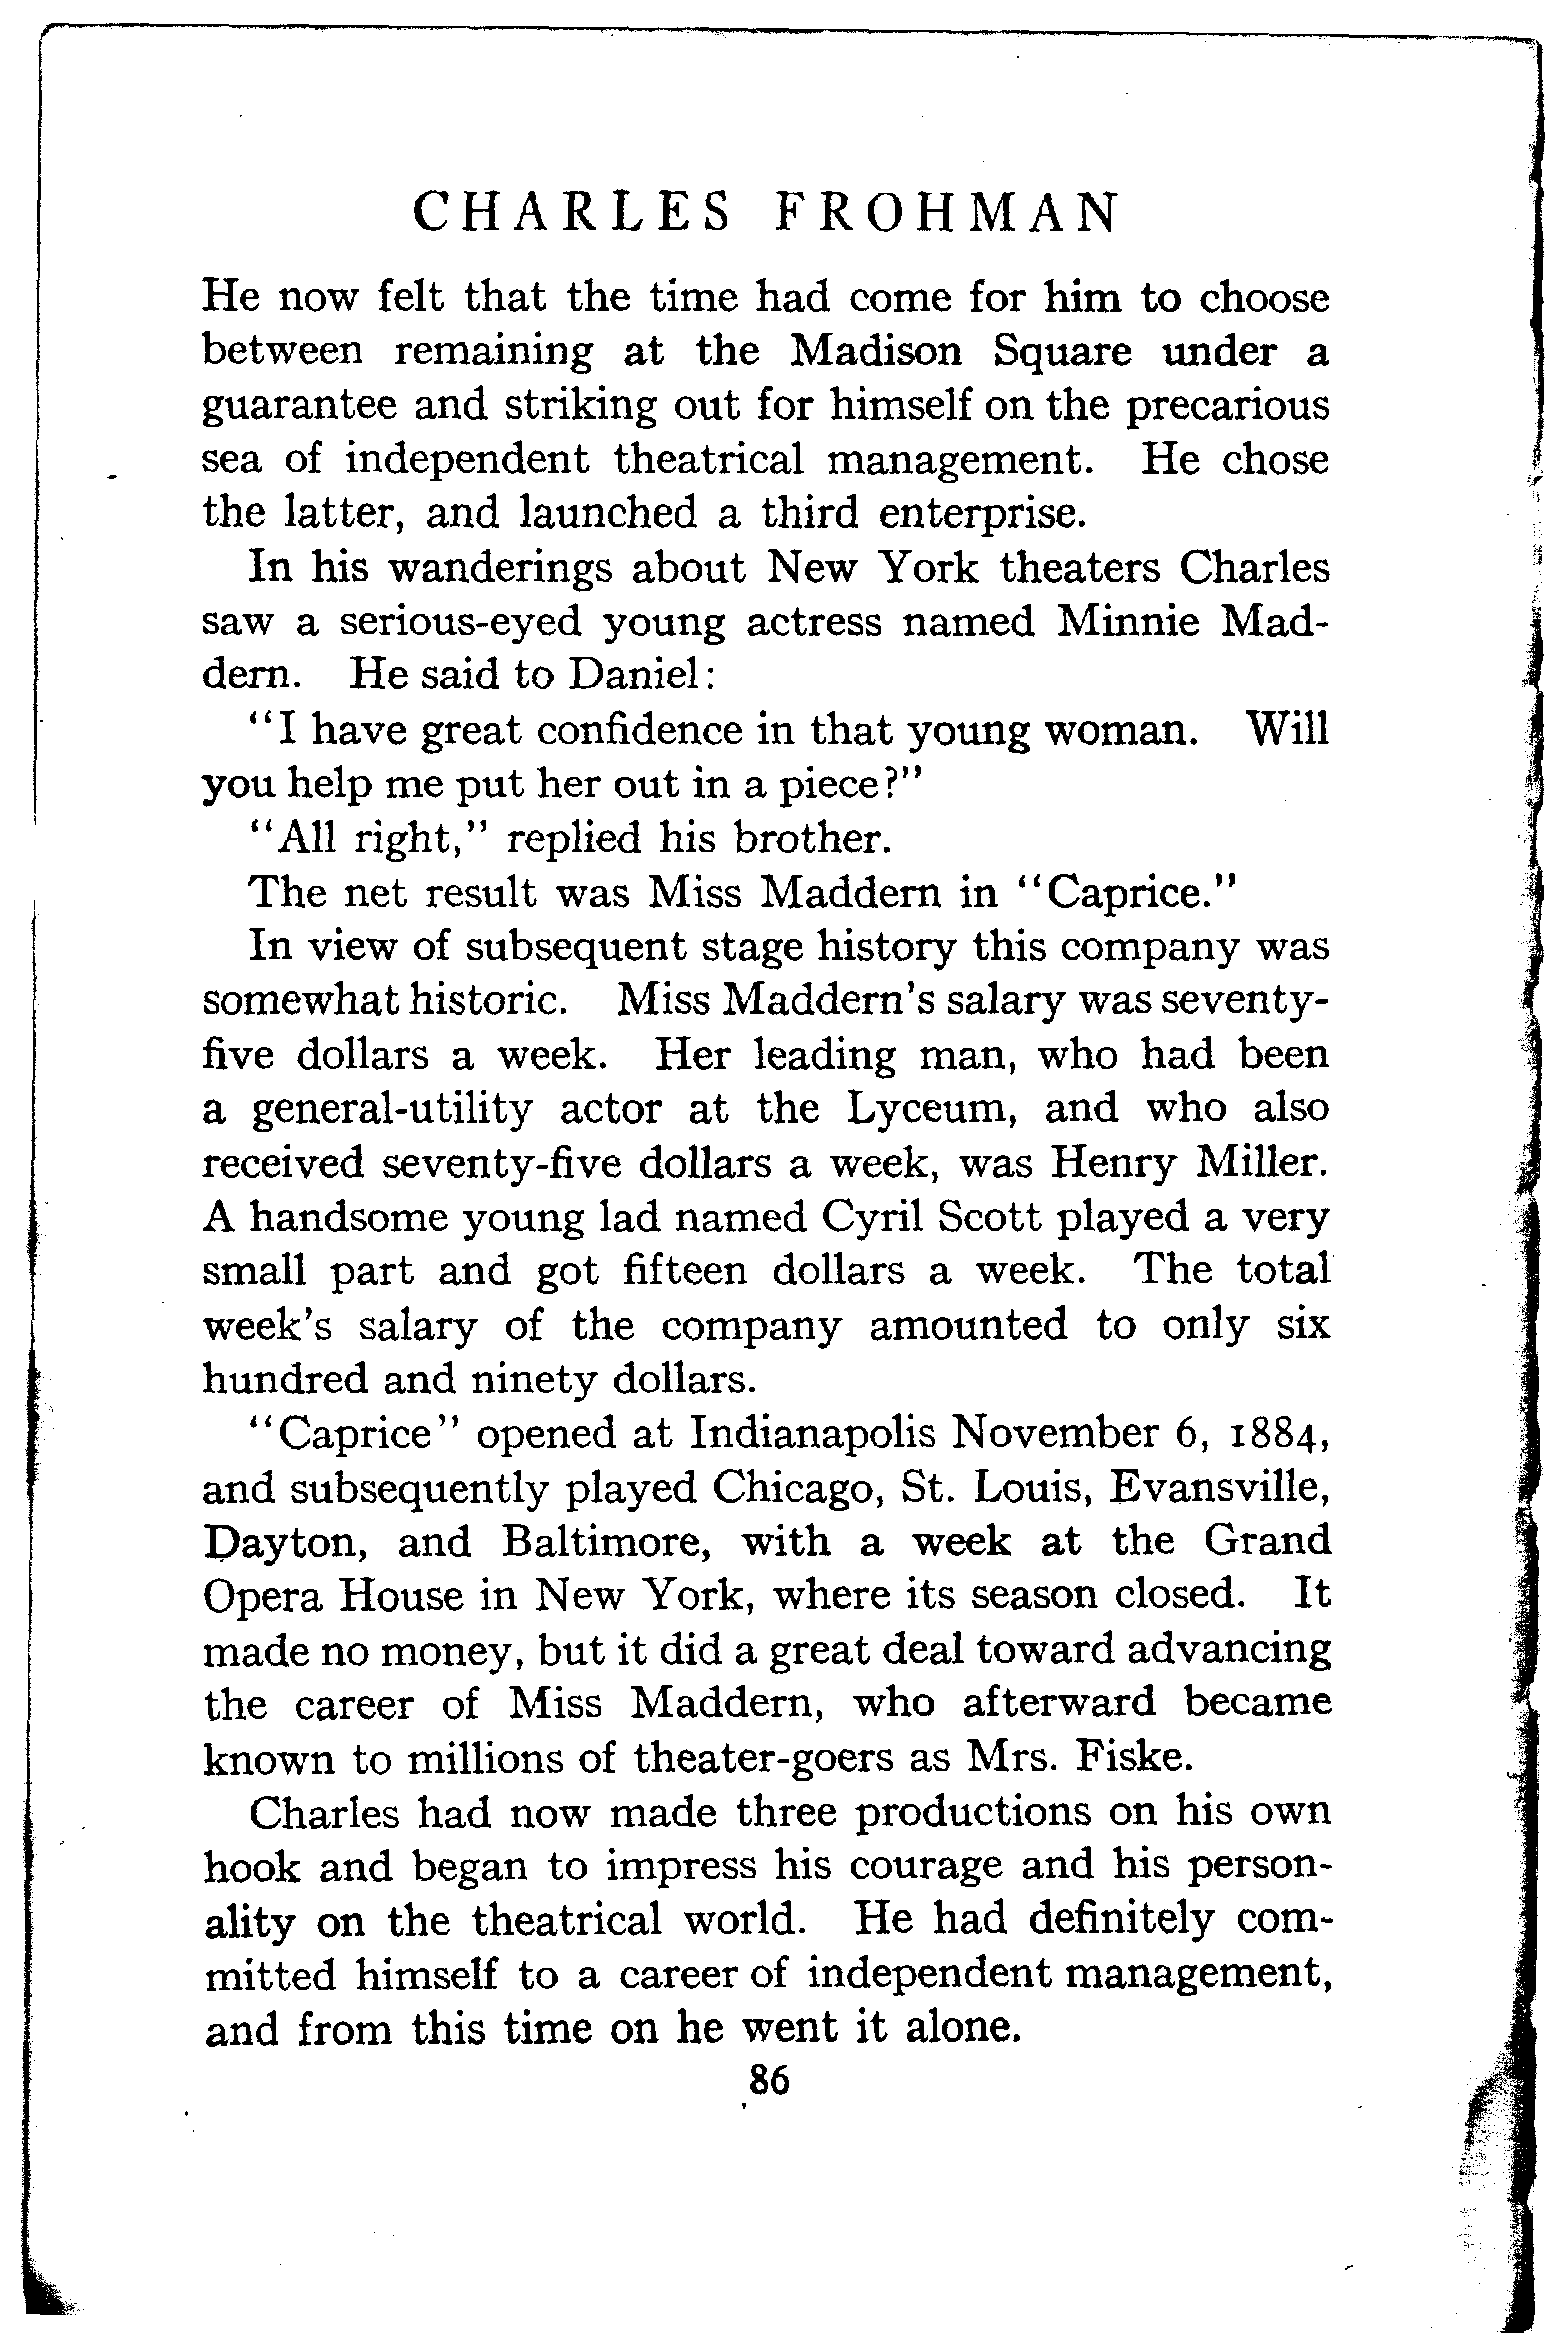 CHARLES FROHMAN
He now felt that the time had come for him to choose
between remaining at the Madison Square under a
guarantee and striking out for himself on the precarious
sea of independent theatrical management. He chose
the latter, and launched a third enterprise.
In his wanderings about New York theaters Charles
saw a serious-eyed young actress named Minnie Mad-
dern. He said to Daniel:
"I have great confidence in that young woman. Will
you help me put her out in a piece?"
"All right," replied his brother.
The net result was Miss Maddern in "Caprice."
In view of subsequent stage history this company was
somewhat historic. Miss Maddern's salary was seventy-
five dollars a week. Her leading man, who had been
a general-utility actor at the Lyceum, and who also
received seventy-five dollars a week, was Henry Miller.
A handsome young lad named Cyril Scott played a very
small part and got fifteen dollars a week. The total
week's salary of the company amounted to only six
hundred and ninety dollars.
"Caprice" opened at Indianapolis November 6, 1884,
and subsequently played Chicago, St. Louis, Evansville,
Dayton, and Baltimore, with a week at the Grand
Opera House in New York, where its season closed. It
made no money, but it did a great deal toward advancing
the career of Miss Maddern, who afterward became
known to millions of theater-goers as Mrs. Fiske.
Charles had now made three productions on his own
hook and began to impress his courage and his person-
ality on the theatrical world. He had definitely com-
mitted himself to a career of independent management,
and from this time on he went it alone.
86